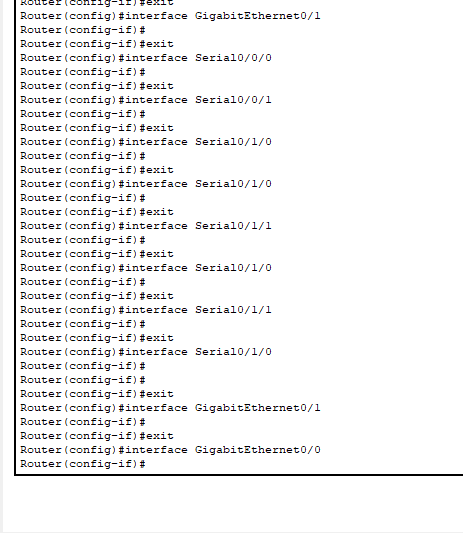 Router(config-if)#exit
Router(config)#interface GigabitEthernet0/1
Router(config-if)#
Router(config-if)#exit
Router(config)#interface Serial0/0/0
Router(config-if)#
Router(config-if)#exit
Router(config)#interface Serial0/0/1
Router(config-if)#
Router(config-if)#exit
Router(config)#interface Serial0/1/0
Router(config-if)#
Router(config-if)#exit
Router(config)#interface Serial0/1/0
Router(config-if)#
Router(config-if)#exit
Router(config)#interface Serial0/1/1
Router(config-if)#
Router(config-if)#exit
Router(config)#interface Serial0/1/0
Router(config-if)#
Router(config-if)#exit
Router(config)#interface Serial0/1/1
Router(config-if)#
Router(config-if)#exit
Router(config)#interface Serial0/1/0
Router(config-if)#
Router(config-if)#
Router(config-if)#exit
Router(config)#interface GigabitEthernet0/1
Router(config-if)#
Router(config-if)#exit
Router(config)#interface GigabitEthernet0/0
Router(config-if)#